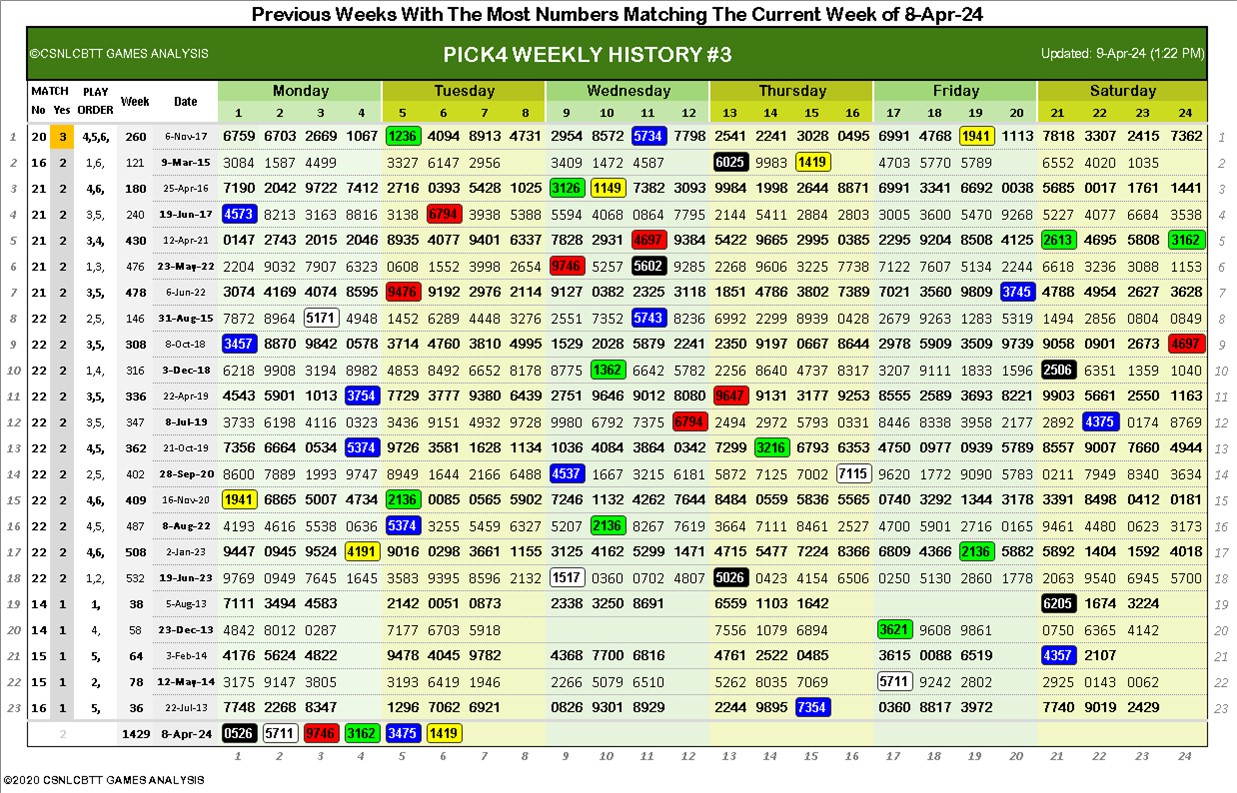 Previous Weeks With The Most Numbers Matching The Current Week of 8-Apr-24
©CSNLCBTT GAMES ANALYSIS PICK4 WEEKLY HISTORY #3 Updated: 9-Apr-24 (1:22 PM)
MATCH PLAY Week Date Monday Tuesday Wednesday Thursday Friday Saturday
No Yes ORDER 1 2 3 4 5 6 7 8 9 10 11 12 13 14 15 16 17 18 19 20 21 22 23 24
1 20 3 4,5,6, 260 6-Nov-17 6759 6703 2669 1067 1236 4094 8913 4731 2954 8572 5734 7798 2541 2241 3028 0495 6991 4768 1941 1113 7818 3307 2415 7362 1
2 16 2 1,6, 121 9-Mar-15 3084 1587 4499 3327 6147 2956 3409 1472 4587 6025 9983 1419 4703 5770 5789 6552 4020 1035 2
3 21 2 4,6, 180 25-Apr-16 7190 2042 9722 7412 2716 0393 5428 1025 3126 1149 7382 3093 9984 1998 2644 8871 6991 3341 6692 0038 5685 0017 1761 1441 3
4 21 2 3,5, 240 19-Jun-17 4573 8213 3163 8816 3138 6794 3938 5388 5594 4068 0864 7795 2144 5411 2884 2803 3005 3600 5470 9268 5227 4077 6684 3538 4
5 21 2 3,4, 430 12-Apr-21 0147 2743 2015 2046 8935 4077 9401 6337 7828 2931 4697 9384 5422 9665 2995 0385 2295 9204 8508 4125 2613 4695 5808 3162 5
6 21 2 1,3, 476 23-May-22 2204 9032 7907 6323 0608 1552 3998 2654 9746 5257 5602 9285 2268 9606 3225 7738 7122 7607 5134 2244 6618 3236 3088 1153 6
7 21 2 3,5, 478 6-Jun-22 3074 4169 4074 8595 9476 9192 2976 2114 9127 0382 2325 3118 1851 4786 3802 3389 7021 3560 9809 3745 4788 4954 2627 3628 7
8 22 2 2,5, 146 31-Aug-15 7872 8964 5171 4948 1452 6289 4448 3276 2551 7352 5743 8236 6992 2299 8939 0428 2679 9263 1283 5319 1494 2856 0804 0849 8
9 22 2 3,5, 308 8-Oct-18 3457 8870 9842 0578 3714 4760 3810 4995 1529 2028 5879 2241 2350 9197 0667 8644 2978 5909 3509 9739 9058 0901 2673 4697 9
10 22 2 1,4, 316 3-Dec-18 6218 9908 3194 8982 4853 8492 6652 8178 8775 1362 6642 5782 2256 8640 4737 8317 3207 9111 1833 1596 2506 6351 1359 1040 10
11 22 2 3,5, 336 22-Apr-19 4543 5901 1013 3754 7729 3777 9380 6439 2751 9646 9012 8080 9647 9131 3177 9253 8555 2589 3693 8221 9903 5661 2550 1163 11
12 22 2 3,5, 347 8-Jul-19 3733 6198 4116 0323 3436 9151 4932 9728 9980 6792 7375 6794 2494 2972 5793 0331 8446 8338 3958 2177 2892 4375 0174 8769 12
13 22 2 4,5, 362 21-Oct-19 7356 6664 0534 5374 9726 3581 1628 1134 1036 4084 3864 0342 7299 3216 6793 6353 4750 0977 0939 5789 8557 9007 7660 4944 13
14 22 2 2,5, 402 28-Sep-20 8600 7889 1993 9747 8949 1644 2166 6488 4537 1667 3215 6181 5872 7125 7002 7115 9620 1772 9090 0583 0211 7949 8340 3634 14
15 22 2 4,6, 409 16-Nov-20 1941 6865 5007 4734 2136 0085 0565 5902 7246 1132 4262 7644 8484 0559 5836 5565 0740 3292 1344 3178 3391 8498 0412 0181 15
16 22 2 4,5, 487 8-Aug-22 4193 4616 5538 0636 5374 3255 5459 6327 5207 2136 8267 7619 3664 7111 8461 2527 4700 5901 2716 0165 9461 4480 0623 3173 16
17 22 2 4,6, 508 2-Jan-23 9447 0945 9524 4191 9016 0298 3661 1155 3125 4162 5299 1471 4715 5477 7224 8366 6809 4366 2136 5882 5892 1404 1592 4018 17
18 22 2 1,2, 532 19-Jun-23 9769 0949 7645 1645 3583 9395 8596 2132 1517 0360 0702 4807 5026 0423 4154 6506 0250 5130 2860 1778 2063 9540 6945 5700 18
19 14 1 1, 38 5-Aug-13 7111 3494 4583 2142 0051 0873 2338 3250 8691 6559 1103 1642 6205 1674 3224 19
20 14 1 4, 58 23-Dec-13 4842 8012 0287 7177 6703 5918 7556 1079 6894 3621 9608 9861 0750 6365 4142 20
21 15 1 5, 64 3-Feb-14 4176 5624 4822 9478 4045 9782 4368 7700 6816 4761 2522 0485 3615 0088 6519 4357 2107 21
22 15 1 2, 78 12-May-14 3175 9147 3805 3193 6419 1946 2266 5079 6510 5262 8035 7069 5711 9242 2802 2925 0143 0062 22
23 16 1 5, 36 22-Jul-13 7748 2268 8347 1296 7062 6921 0826 9301 8929 2244 9895 7354 0360 8817 3972 7740 9019 2429 23
2 1429 8-Apr-24 0526 5711 9746 3162 3475 1419
1 2 3 4 5 6 7 8 9 10 11 12 13 14 15 16 17 18 19 20 21 22 23 24
©2020 CSNLCBTT GAMES ANALYSIS